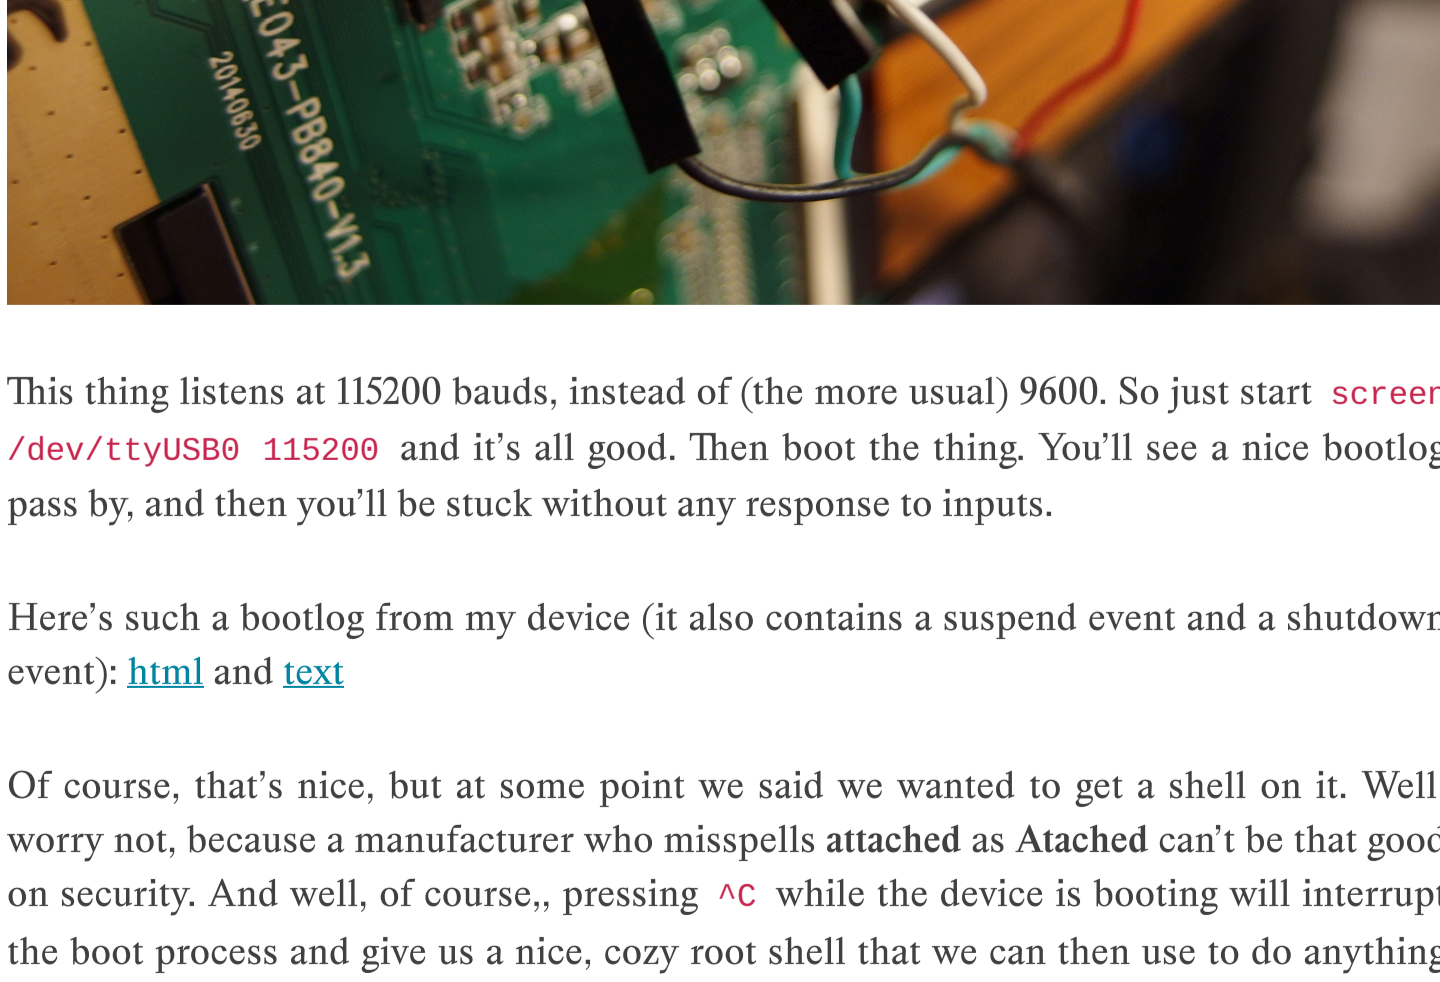 E043-PB840-V1.3
20140630
This thing listens at 115200 bauds, instead of (the more usual) 9600. So just start screen
/dev/ttyUSB0 115200 and it’s all good. Then boot the thing. You’ll see a nice bootlog
pass by, and then you’ll be stuck without any response to inputs.
Here’s such a bootlog from my device (it also contains a suspend event and a shutdown
event): html and text
Of course, that’s nice, but at some point we said we wanted to get a shell on it. Well
worry not, because a manufacturer who misspells attached as Atached can’t be that good
on security. And well, of course,, pressing ^C while the device is booting will interrupt
the boot process and give us a nice, cozy root shell that we can then use to do anything